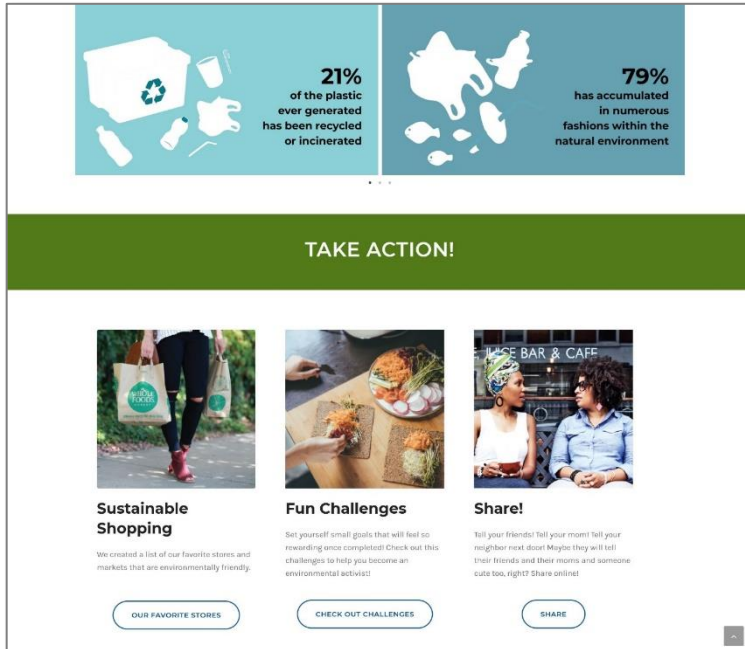 21%
of the plastic
ever generated
has been recycled
or incinerated
79%
has accumulated
in numerous
fashions within the
natural environment
TAKE ACTION!
WHOLE
FOODS
JUICE BAR & CAFE
Sustainable
Shopping
We created a list of our favorite stores and
markets that are environmentally friendly.
OUR FAVORITE STORES
Fun Challenges
Set yourself small goals that will feel so
rewarding once completed! Check out this
challenges to help you become an
environmental activist!
CHECK OUT CHALLENGES
Share!
Tell your friends! Tell your mom! Tell your
neighbor next door! Maybe they will tell
their friends and their moms and someone
cute too, right? Share online!
SHARE